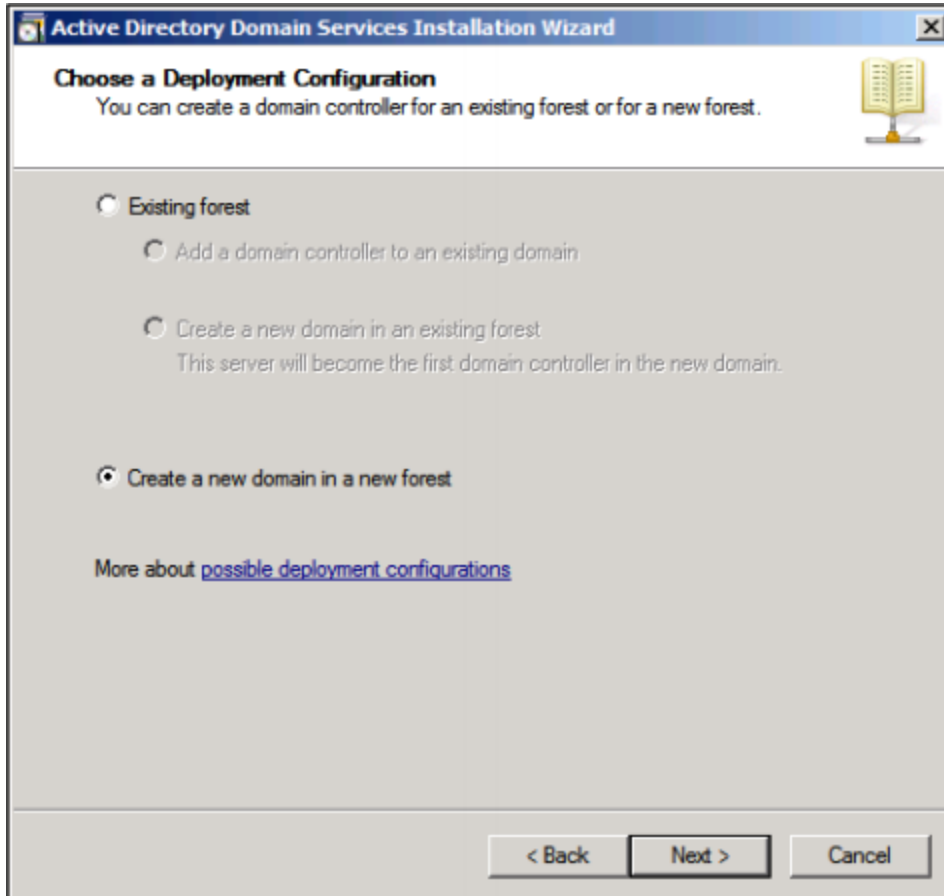 Active Directory Domain Services Installation Wizard
Choose a Deployment Configuration
You can create a domain controller for an existing forest or for a new forest.
Existing forest
Add a domain controller to an existing domain
Create a new domain in an existing forest
This server will become the first domain controller in the new domain.
Create a new domain in a new forest
More about possible deployment configurations
< Back Next > Cancel